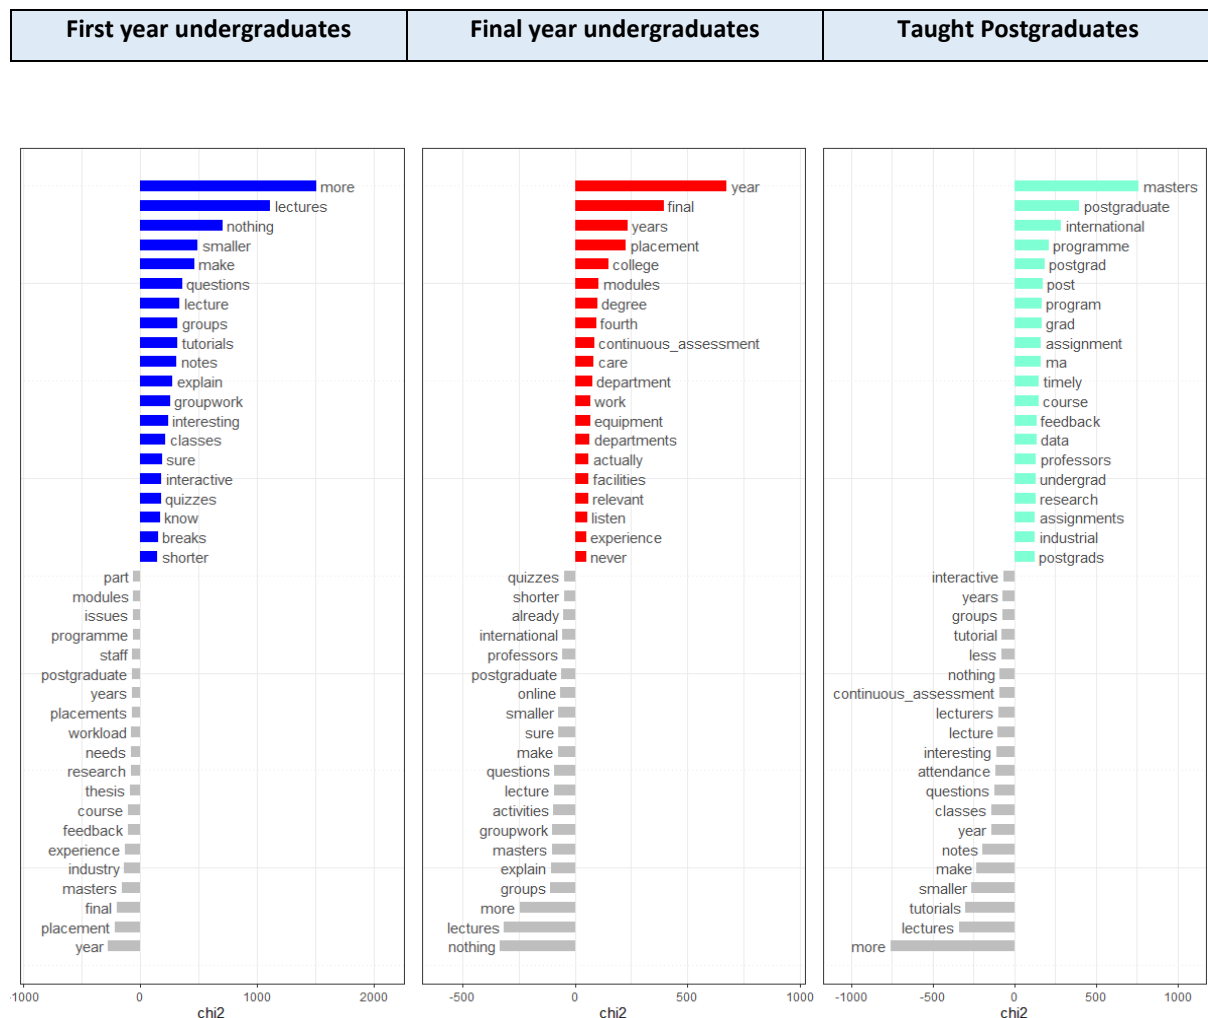 First year undergraduates
Final year undergraduates
Taught Postgraduates
more
lectures
nothing
smaller
make
questions
lecture
groups
tutorials
notes
explain
groupwork
interesting
classes
sure
interactive
quizzes
know
breaks
shorter
part
modules
issues
programme
staff
postgraduate
years
placements
workload
needs
research
thesis
course
feedback
experience
industry
masters
final
placement
year
-1000 0 1000 2000
chi2
year
final
years
placement
college
modules
degree
fourth
continuous_assessment
care
department
work
equipment
departments
actually
facilities
relevant
listen
experience
never
quizzes
shorter
already
international
professors
postgraduate
online
smaller
sure
make
questions
lecture
activities
groupwork
masters
explain
groups
more
lectures
nothing
-500 0 500 1000
chi2
masters
postgraduate
international
programme
postgrad
post
program
grad
assignment
ma
timely
course
feedback
data
professors
undergrad
research
assignments
industrial
postgrads
interactive
years
groups
tutorial
less
nothing
continuous_assessment
lecturers
lecture
interesting
attendance
questions
classes
year
notes
make
smaller
tutorials
lectures
more
-1000 -500 0 500 1000
chi2